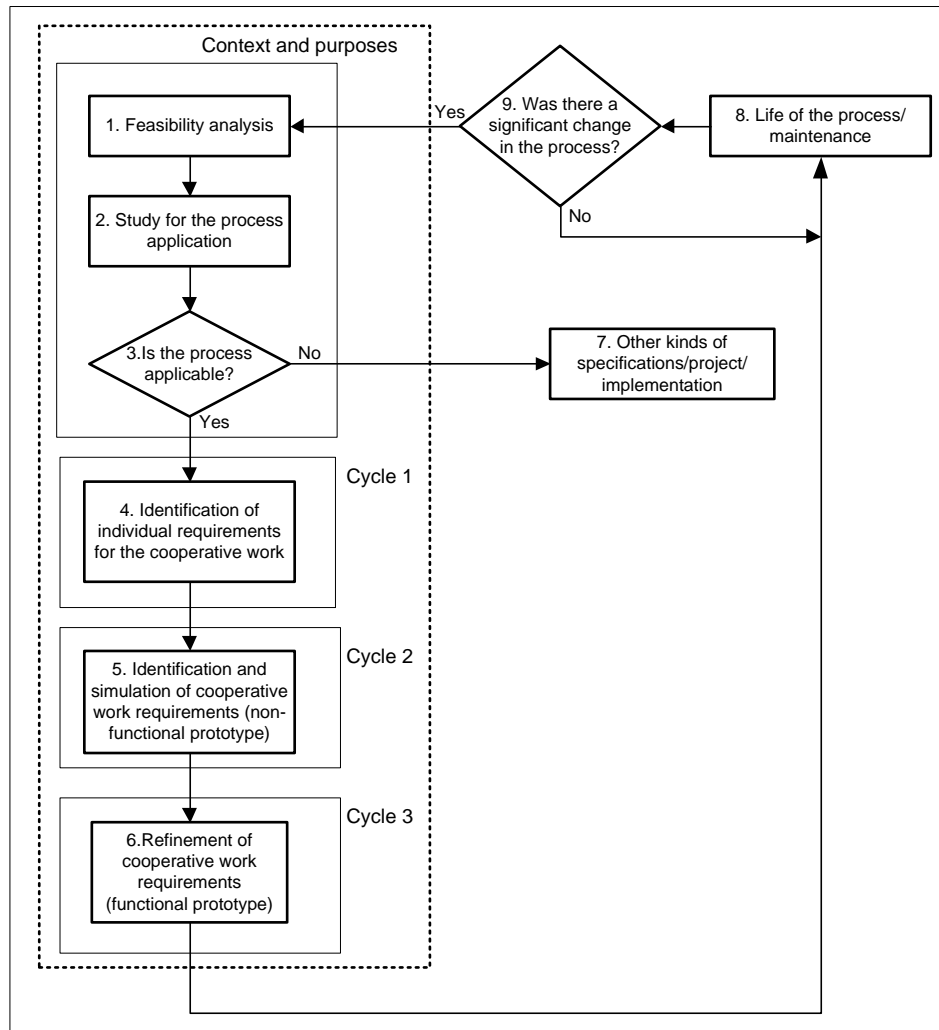 Context and purposes
1. Feasibility analysis
2. Study for the process
application
3.Is the process
applicable?
No
Yes
Cycle 1
4. Identification of
individual requirements
for the cooperative work
Cycle 2
5. Identification and
simulation of cooperative
work requirements (non-
functional prototype)
Cycle 3
6.Refinement of
cooperative work
requirements
(functional prototype)
7. Other kinds of
specifications/project/
implementation
8. Life of the process/
maintenance
9. Was there a
significant change
in the process?
Yes
No